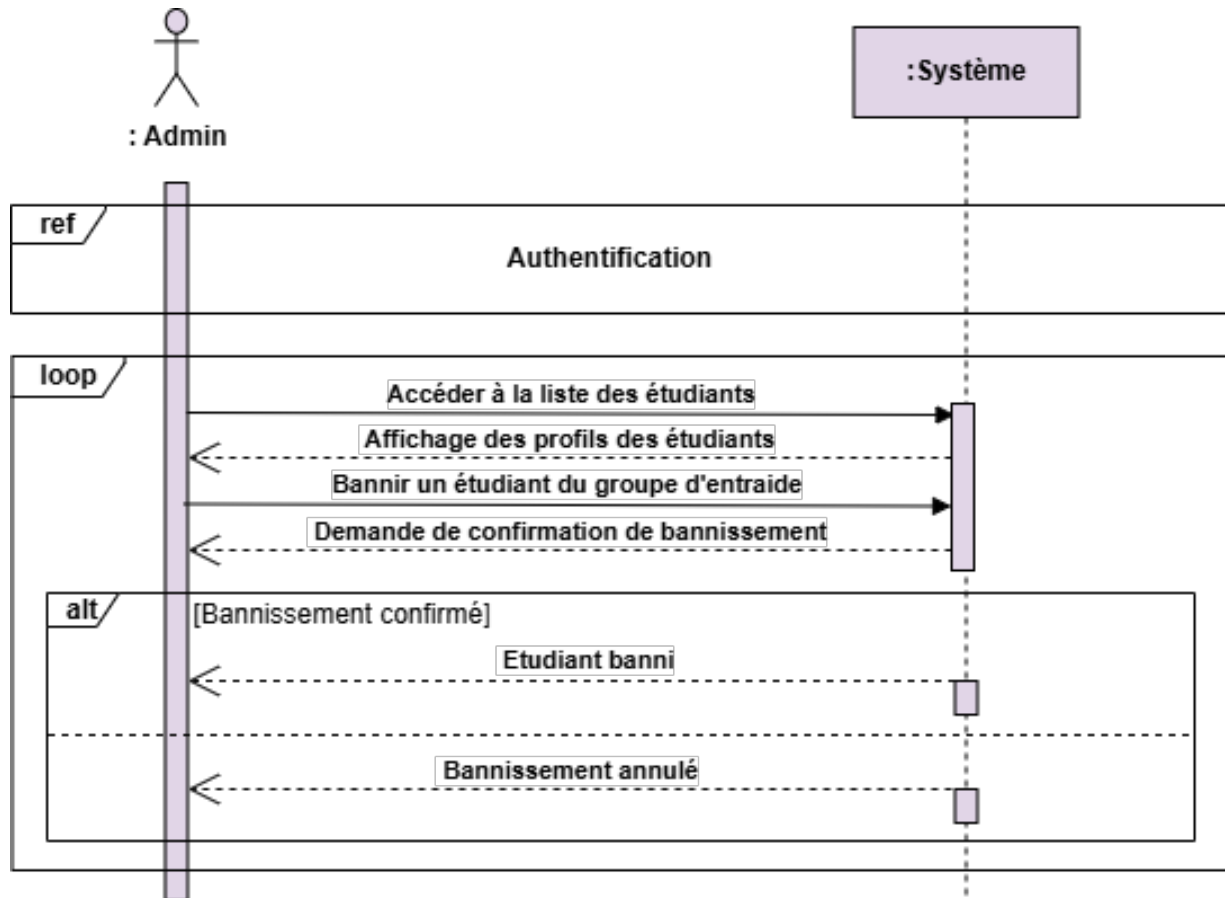 : Admin
:Système
ref
Authentification
loop
Accéder à la liste des étudiants
Affichage des profils des étudiants
Bannir un étudiant du groupe d'entraide
Demande de confirmation de bannissement
alt
[Bannissement confirmé]
Etudiant banni
Bannissement annulé